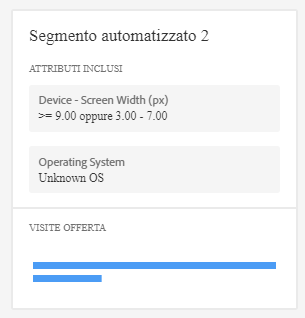 Segmento automatizzato 2
ATTRIBUTI INCLUSI
Device - Screen Width (px)
>= 9.00 oppure 3.00 - 7.00
Operating System
Unknown OS
VISITE OFFERTA